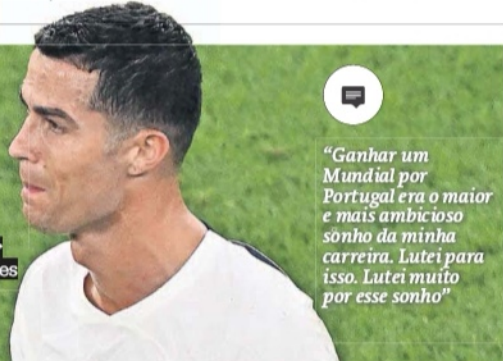 “Ganhar um
Mundial por
Portugal era o maior
e mais ambicioso
sonho da minha
carreira. Lutei para
isso. Lutei muito
por esse sonho”
es